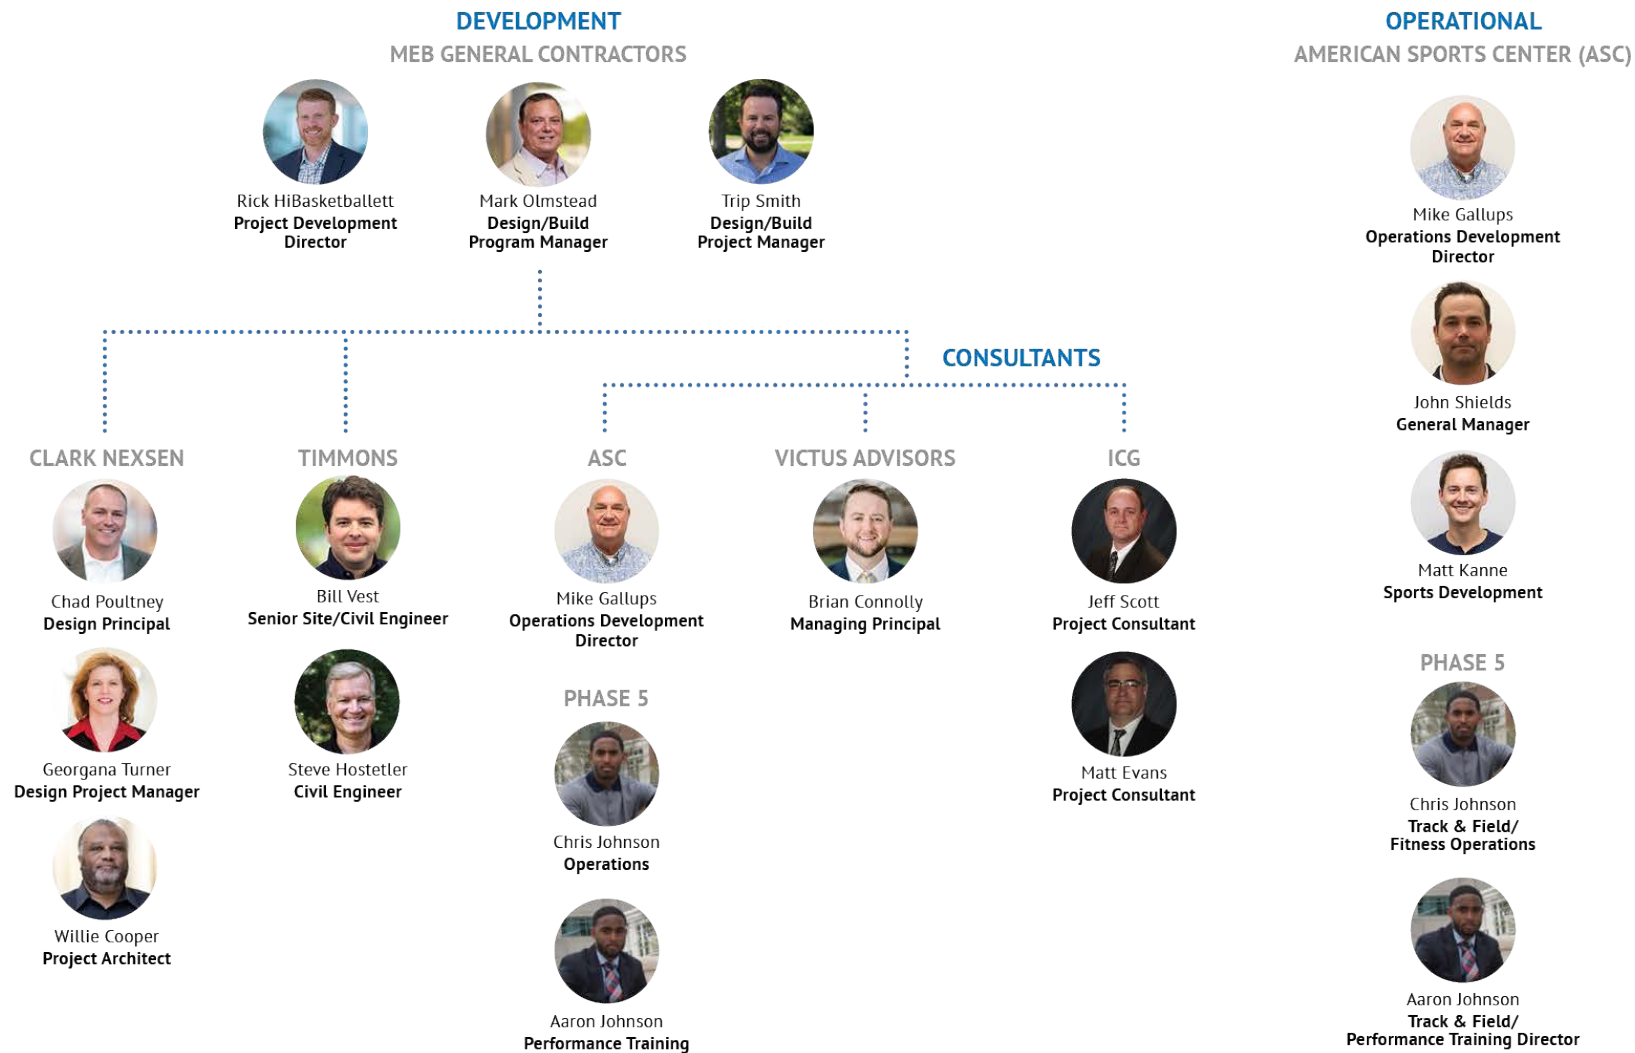 DEVELOPMENT
MEB GENERAL CONTRACTORS
Rick HiBasketballett
Project Development
Director
Mark Olmstead
Design/Build
Program Manager
Trip Smith
Design/Build
Project Manager
CONSULTANTS
CLARK NEXSEN
Chad Poultney
Design Principal
Georgana Turner
Design Project Manager
Willie Cooper
Project Architect
TIMMONS
Bill Vest
Senior Site/Civil Engineer
Steve Hostetler
Civil Engineer
ASC
Mike Gallups
Operations Development
Director
PHASE 5
Chris Johnson
Operations
Aaron Johnson
Performance Training
VICTUS ADVISORS
Brian Connolly
Managing Principal
ICG
Jeff Scott
Project Consultant
Matt Evans
Project Consultant
OPERATIONAL
AMERICAN SPORTS CENTER (ASC)
Mike Gallups
Operations Development
Director
John Shields
General Manager
Matt Kanne
Sports Development
PHASE 5
Chris Johnson
Track & Field/
Fitness Operations
Aaron Johnson
Track & Field/
Performance Training Director